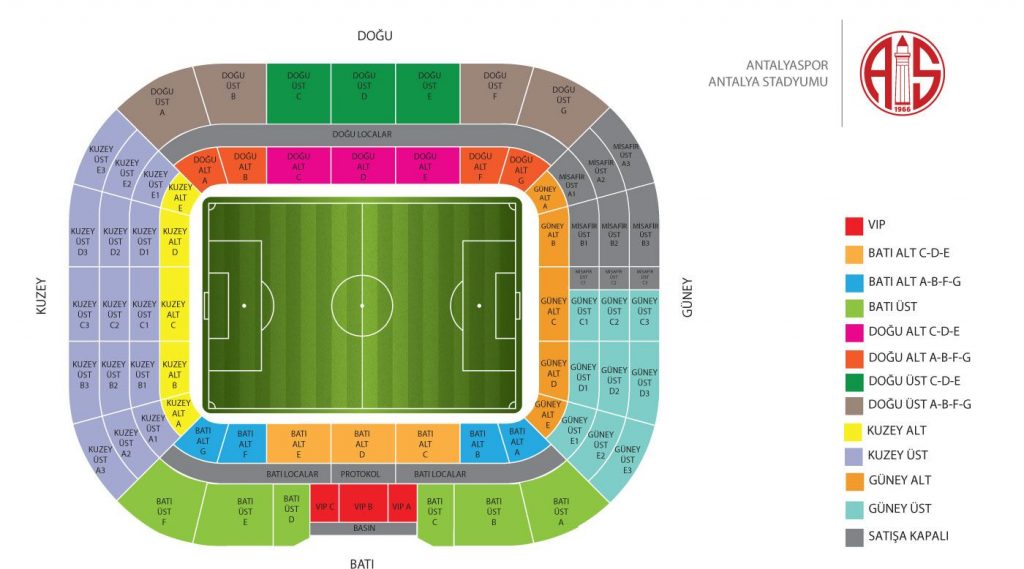 DOĞU
ANTALYASPOR
ANTALYA STADYUMU
AS
1966
DOĞU
ÜST
A
DOĞU
ÜST
B
DOĞU
ÜST
C
DOĞU
ÜST
D
DOĞU
ÜST
E
DOĞU
ÜST
F
DOĞU
ÜST
G
DOĞU LOCALAR
DOĞU
ALT
A
DOĞU
ALT
B
DOĞU
ALT
C
DOĞU
ALT
D
DOĞU
ALT
E
DOĞU
ALT
F
DOĞU
ALT
G
KUZEY
KUZEY
ÜST
E3
KUZEY
ÜST
E2
KUZEY
ÜST
E1
KUZEY
ALT
E
KUZEY
ÜST
D3
KUZEY
ÜST
D2
KUZEY
ÜST
D1
KUZEY
ALT
D
KUZEY
ÜST
C3
KUZEY
ÜST
C2
KUZEY
ÜST
C1
KUZEY
ALT
C
KUZEY
ÜST
B3
KUZEY
ÜST
B2
KUZEY
ÜST
B1
KUZEY
ALT
B
KUZEY
ÜST
A3
KUZEY
ÜST
A2
KUZEY
ÜST
A1
KUZEY
ALT
A
GÜNEY
ALT
A
MİSAFİR
ÜST
A1
MİSAFİR
ÜST
A2
MİSAFİR
ÜST
A3
GÜNEY
ALT
B
MİSAFİR
ÜST
B1
MİSAFİR
ÜST
B2
MİSAFİR
ÜST
B3
MİSAFİR
ÜST
MİSAFİR
ÜST
MİSAFİR
ÜST
GÜNEY
ALT
C
GÜNEY
ÜST
C1
GÜNEY
ÜST
C2
GÜNEY
ÜST
C3
GÜNEY
ALT
D
GÜNEY
ÜST
D1
GÜNEY
ÜST
D2
GÜNEY
ÜST
D3
GÜNEY
ALT
E
GÜNEY
ÜST
E1
GÜNEY
ÜST
E2
GÜNEY
ÜST
E3
GÜNEY
BATI
ALT
G
BATI
ALT
F
BATI
ALT
E
BATI
ALT
D
BATI
ALT
C
BATI
ALT
B
BATI
ALT
A
BATI LOCALAR
PROTOKOL
BATI LOCALAR
BATI
ÜST
F
BATI
ÜST
E
BATI
ÜST
D
VIP C
VIP B
VIP A
BATI
ÜST
C
BATI
ÜST
B
BATI
ÜST
A
BASIN
BATI
VIP
BATI ALT C-D-E
BATI ALT A-B-F-G
BATI ÜST
DOĞU ALT C-D-E
DOĞU ALT A-B-F-G
DOĞU ÜST C-D-E
DOĞU ÜST A-B-F-G
KUZEY ALT
KUZEY ÜST
GÜNEY ALT
GÜNEY ÜST
SATIŞA KAPALI